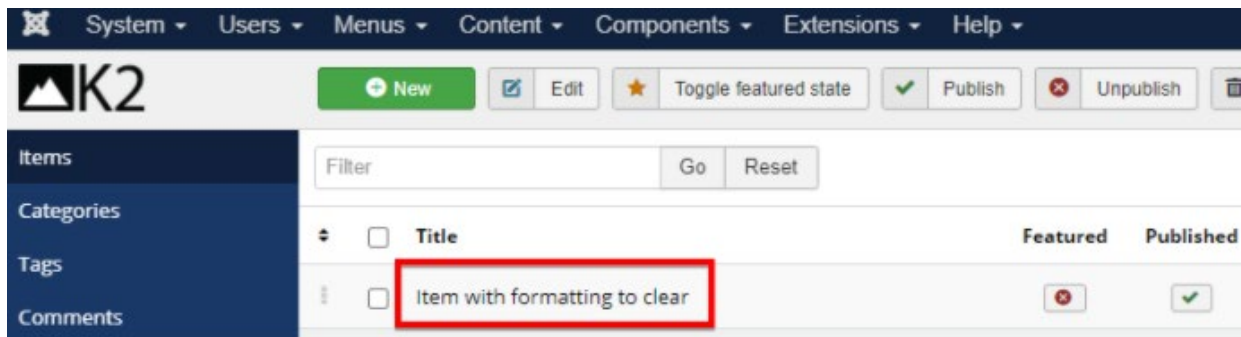 System Users Menus Content Components Extensions Help
K2 New Edit Toggle featured state Publish Unpublish
Items
Filter Go Reset
Categories
Title Featured Published
Tags
Item with formatting to clear
Comments